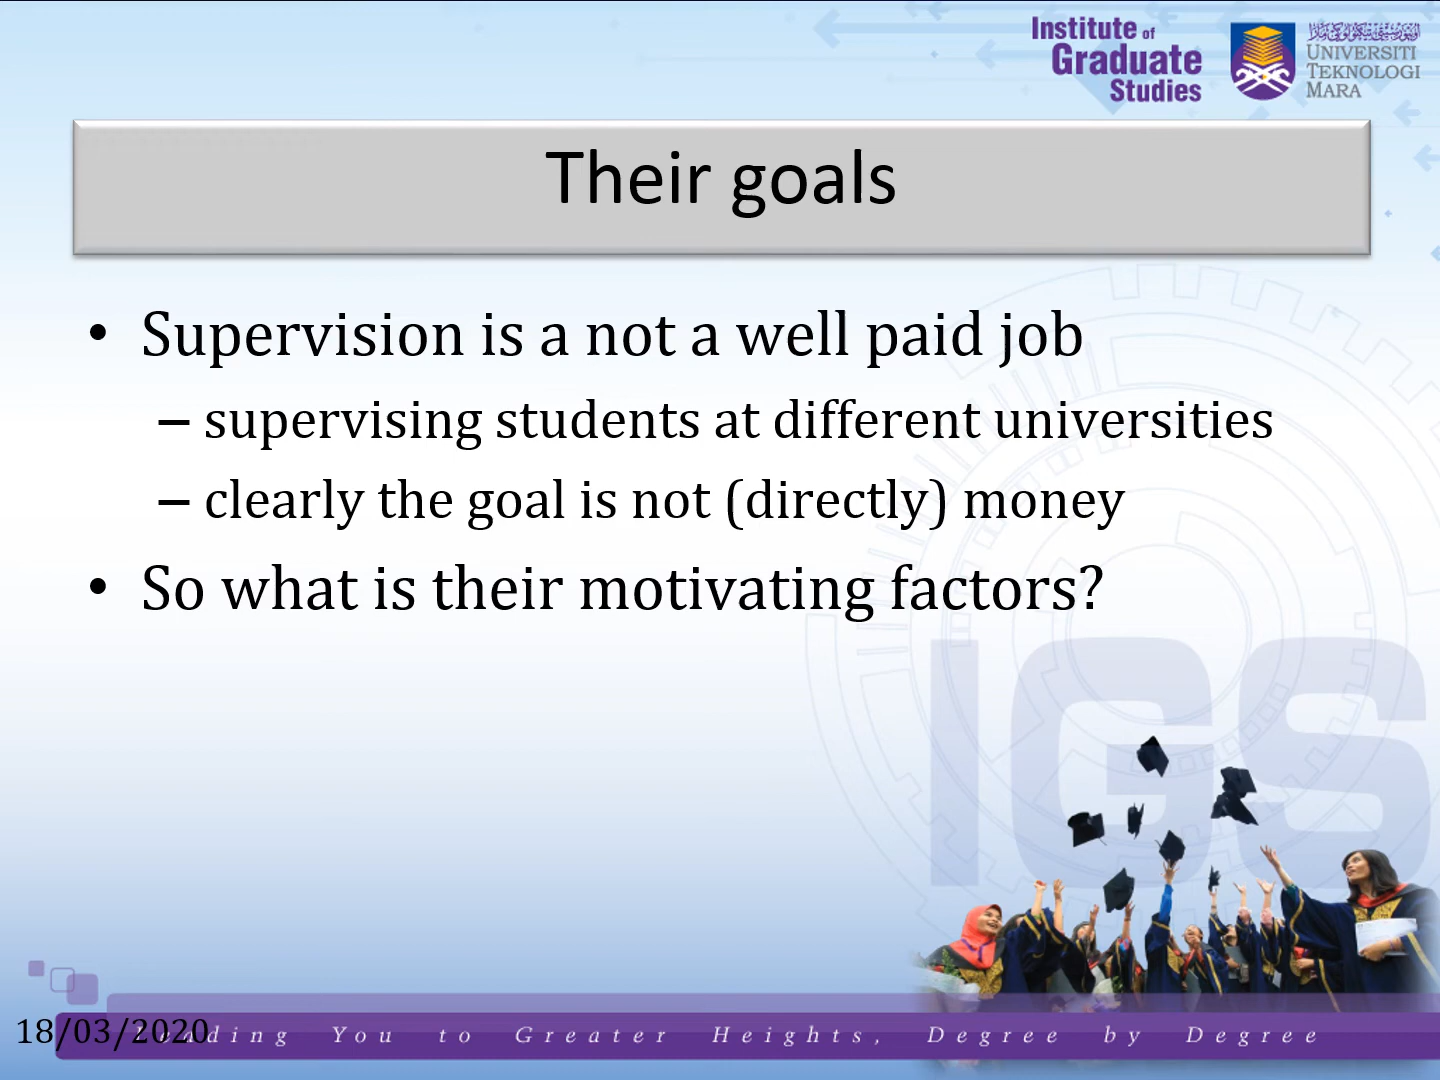 Institute of
Graduate
Studies
UNIVERSITI
TEKNOLOGI
MARA
Their goals
• Supervision is a not a well paid job
– supervising students at different universities
– clearly the goal is not (directly) money
• So what is their motivating factors?
IGS
18/03/2020
Leading You to Greater Heights, Degree by Degree